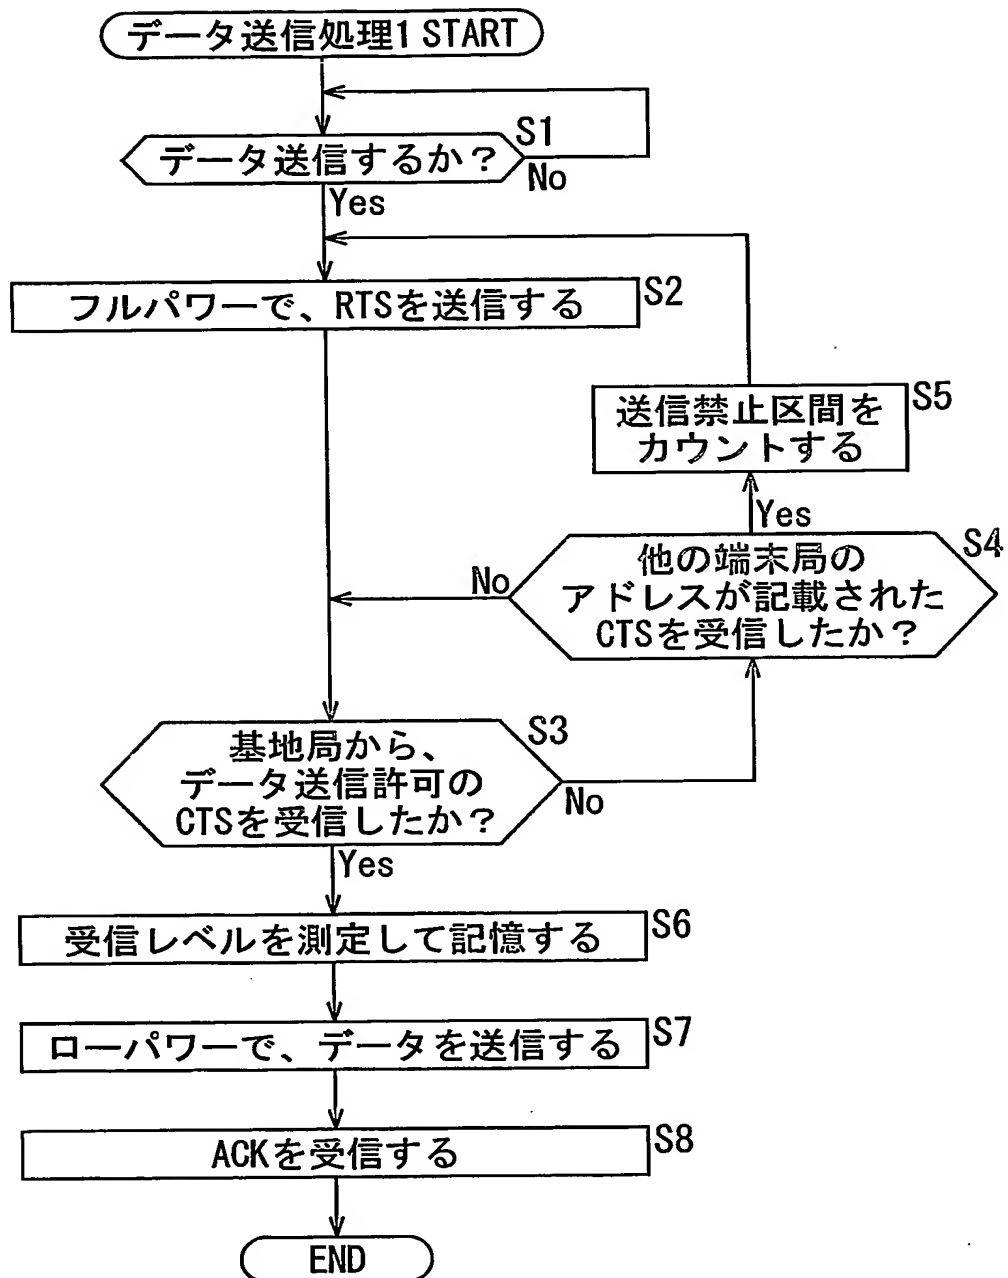 データ送信処理1 START
S1
データ送信するか？
No
Yes
フルパワーで、RTSを送信する
S2
送信禁止区間を
カウントする
S5
Yes
S4
他の端末局の
アドレスが記載された
CTSを受信したか？
No
基地局から、
データ送信許可の
CTSを受信したか？
S3
No
Yes
受信レベルを測定して記憶する
S6
ローパワーで、データを送信する
S7
ACKを受信する
S8
END